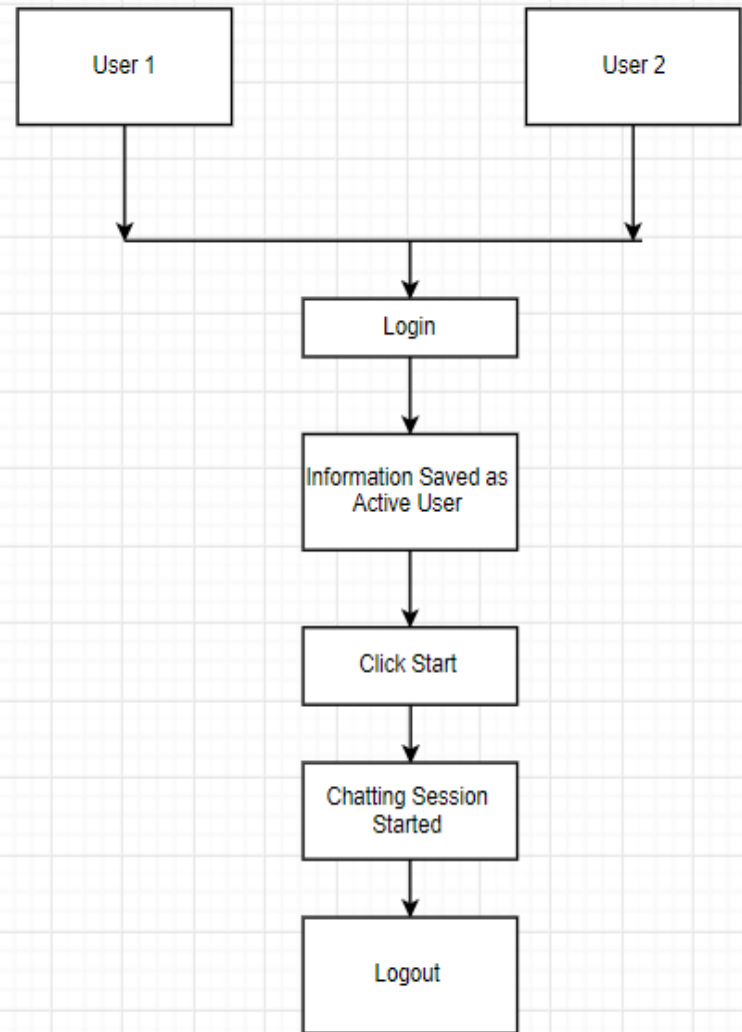 User 1
User 2
Login
Information Saved as
Active User
Click Start
Chatting Session
Started
Logout